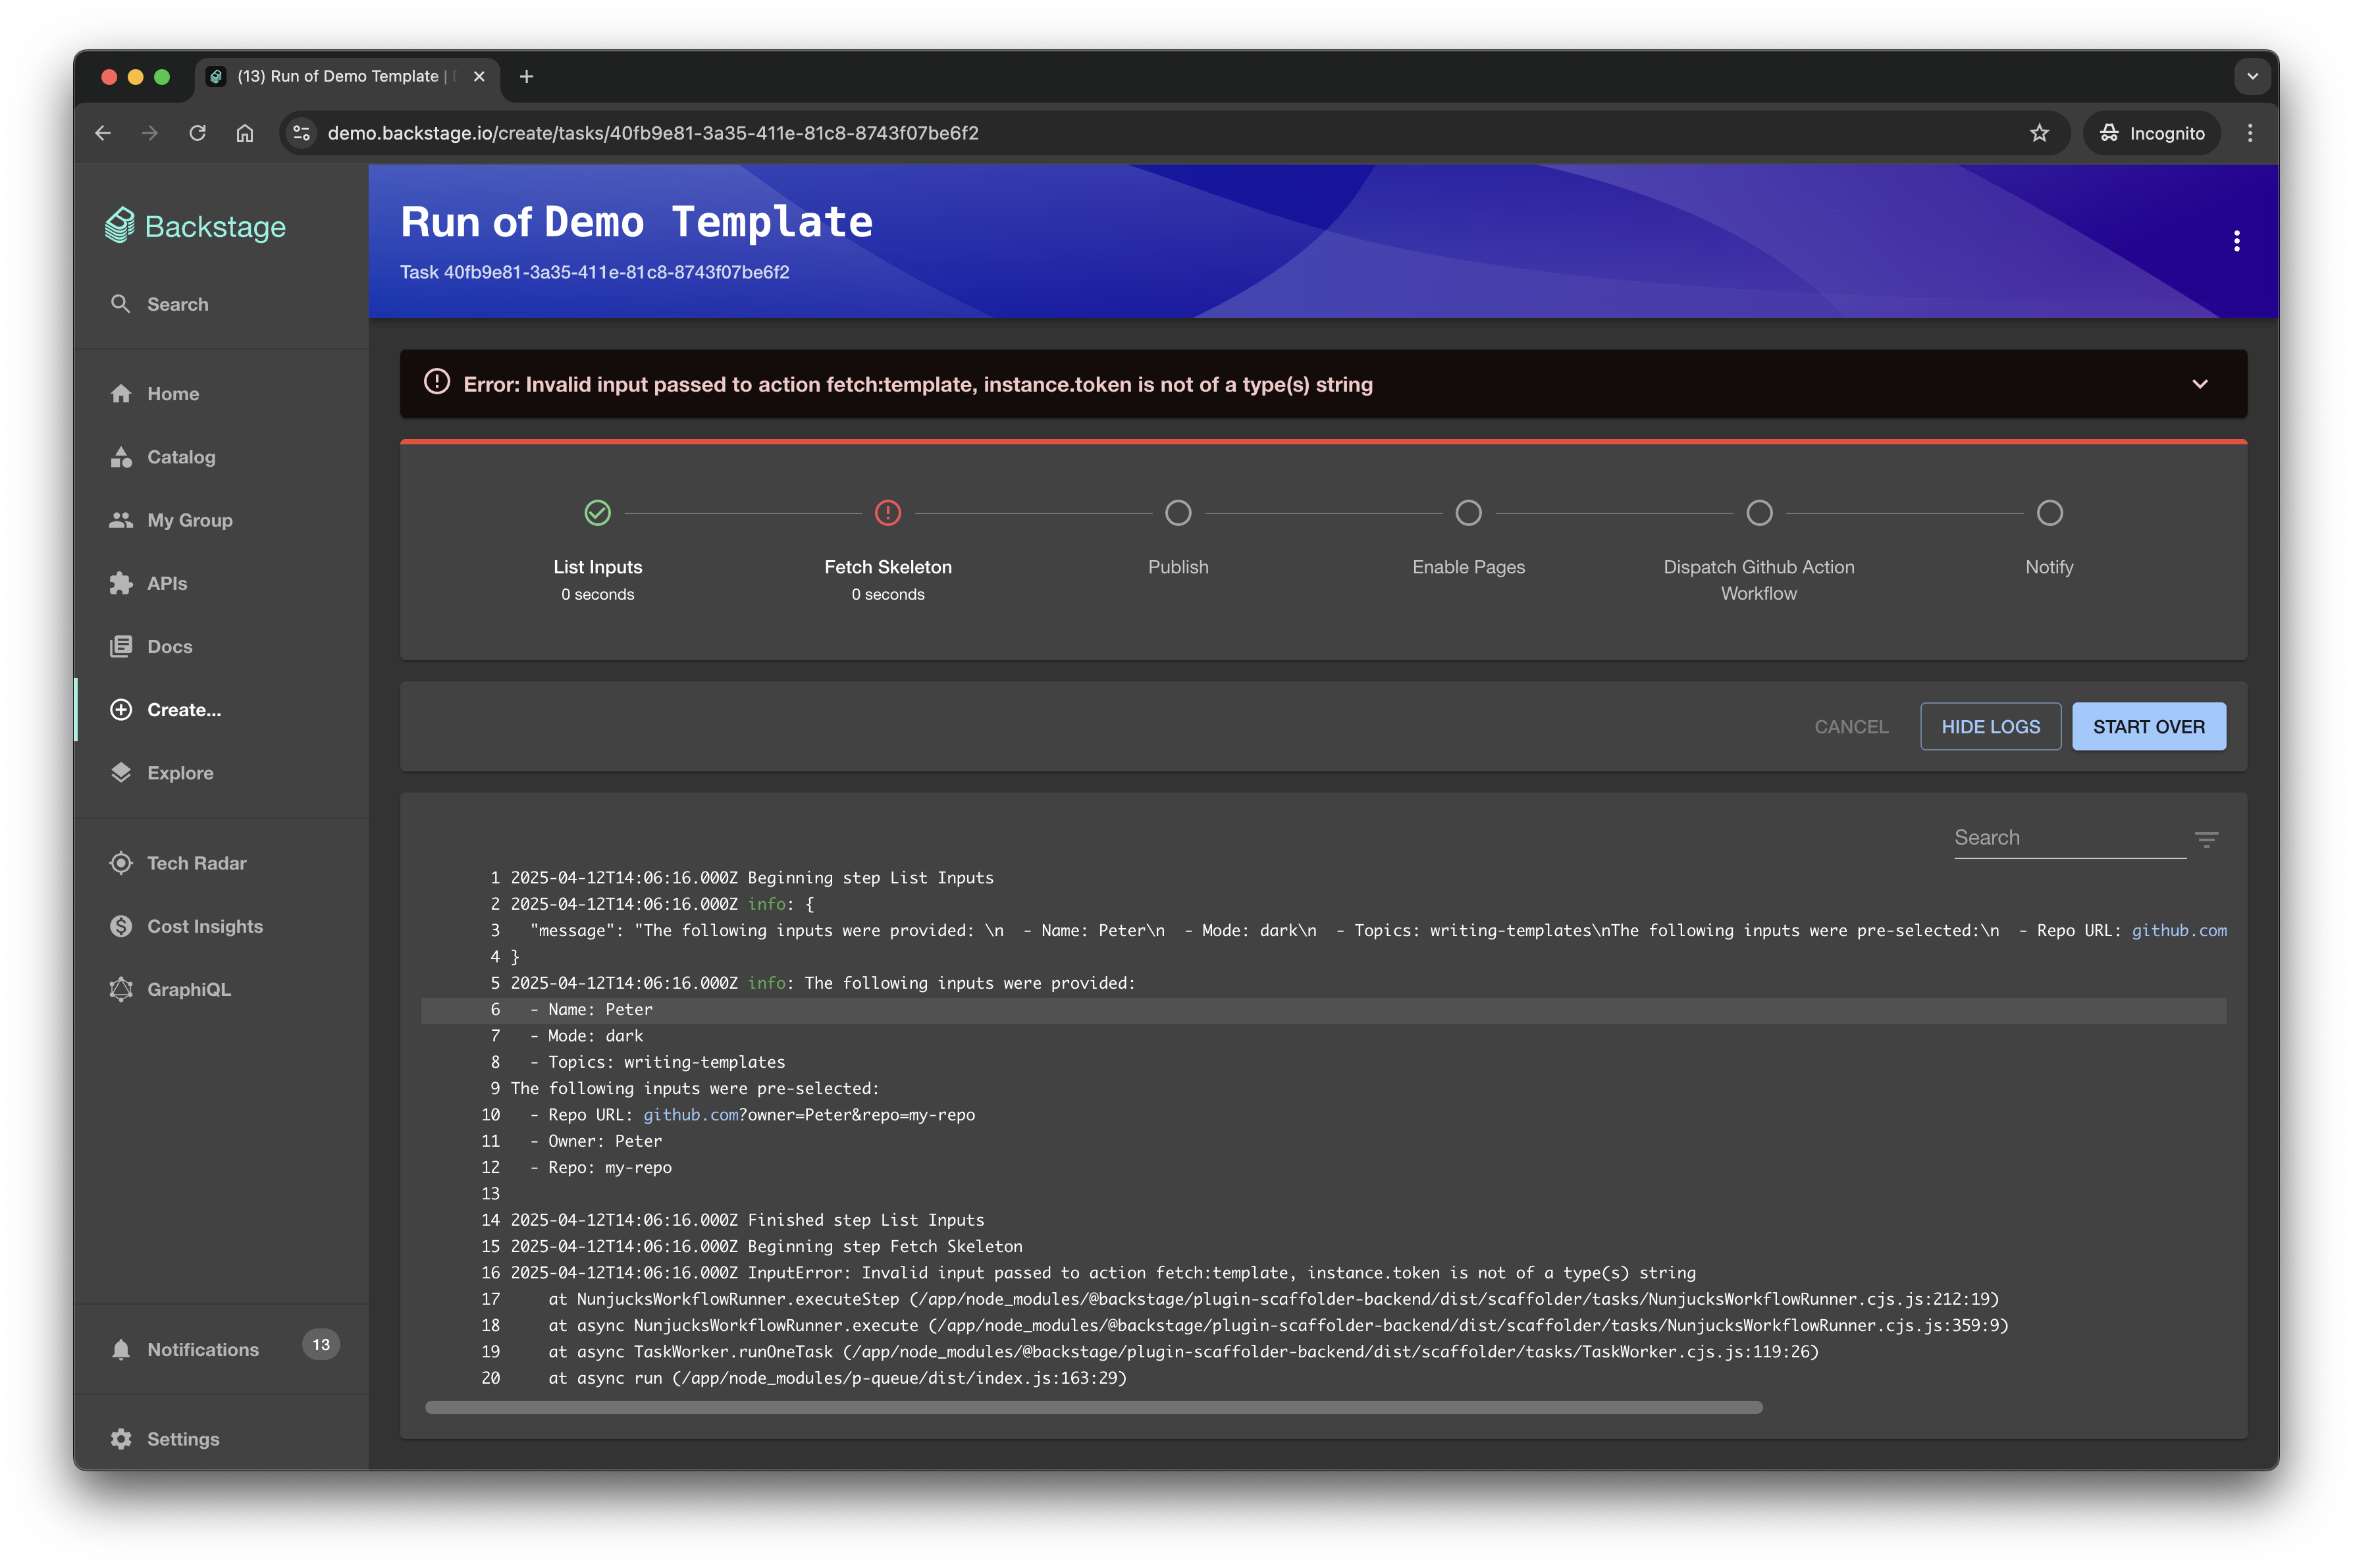 (13) Run of Demo Template |
demo.backstage.io/create/tasks/40fb9e81-3a35-411e-81c8-8743f07be6f2
Incognito
Backstage
Search
Home
Catalog
My Group
APIs
Docs
Create...
Explore
Tech Radar
Cost Insights
GraphiQL
Notifications
13
Settings
Run of Demo Template
Task 40fb9e81-3a35-411e-81c8-8743f07be6f2
Error: Invalid input passed to action fetch:template, instance.token is not of a type(s) string
List Inputs
0 seconds
Fetch Skeleton
0 seconds
Publish
Enable Pages
Dispatch Github Action
Workflow
Notify
CANCEL
HIDE LOGS
START OVER
Search
1 2025-04-12T14:06:16.000Z Beginning step List Inputs
2 2025-04-12T14:06:16.000Z info: {
3   "message": "The following inputs were provided: \n  - Name: Peter\n  - Mode: dark\n  - Topics: writing-templates\nThe following inputs were pre-selected:\n  - Repo URL: github.com
4 }
5 2025-04-12T14:06:16.000Z info: The following inputs were provided:
6   - Name: Peter
7   - Mode: dark
8   - Topics: writing-templates
9 The following inputs were pre-selected:
10   - Repo URL: github.com?owner=Peter&repo=my-repo
11   - Owner: Peter
12   - Repo: my-repo
13
14 2025-04-12T14:06:16.000Z Finished step List Inputs
15 2025-04-12T14:06:16.000Z Beginning step Fetch Skeleton
16 2025-04-12T14:06:16.000Z InputError: Invalid input passed to action fetch:template, instance.token is not of a type(s) string
17     at NunjucksWorkflowRunner.executeStep (/app/node_modules/@backstage/plugin-scaffolder-backend/dist/scaffolder/tasks/NunjucksWorkflowRunner.cjs.js:212:19)
18     at async NunjucksWorkflowRunner.execute (/app/node_modules/@backstage/plugin-scaffolder-backend/dist/scaffolder/tasks/NunjucksWorkflowRunner.cjs.js:359:9)
19     at async TaskWorker.runOneTask (/app/node_modules/@backstage/plugin-scaffolder-backend/dist/scaffolder/tasks/TaskWorker.cjs.js:119:26)
20     at async run (/app/node_modules/p-queue/dist/index.js:163:29)